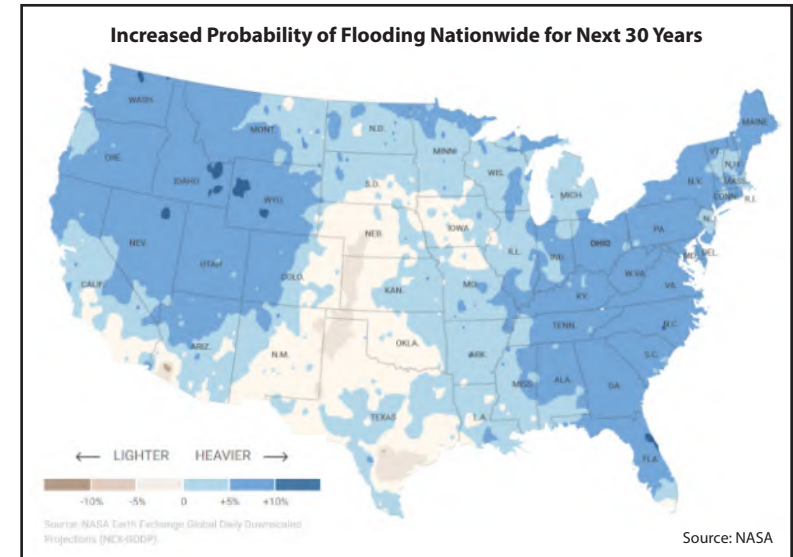 Increased Probability of Flooding Nationwide for Next 30 Years
WASH.
MONT.
N.D.
MINN
MAINE
ORE.
IDAHO
WYO.
S.D.
WIS.
MICH.
VT.
N.H.
N.Y.
MASS.
CONN.
R.I.
NEV.
UTAH
COLO.
NEB.
IOWA
ILL.
IND.
OHIO
PA.
N.J.
MD.
DEL.
CALIF.
KAN.
MO.
KY.
W.VA.
VA.
ARIZ.
N.M.
OKLA.
ARK.
TENN.
N.C.
S.C.
TEXAS
LA.
MISS.
ALA.
GA.
FLA.
← LIGHTER HEAVIER →
-10% -5% 0 +5% +10%
Source: NASA Earth Exchange Global Daily Downscaled
Projections (NEX-GDDP).
Source: NASA